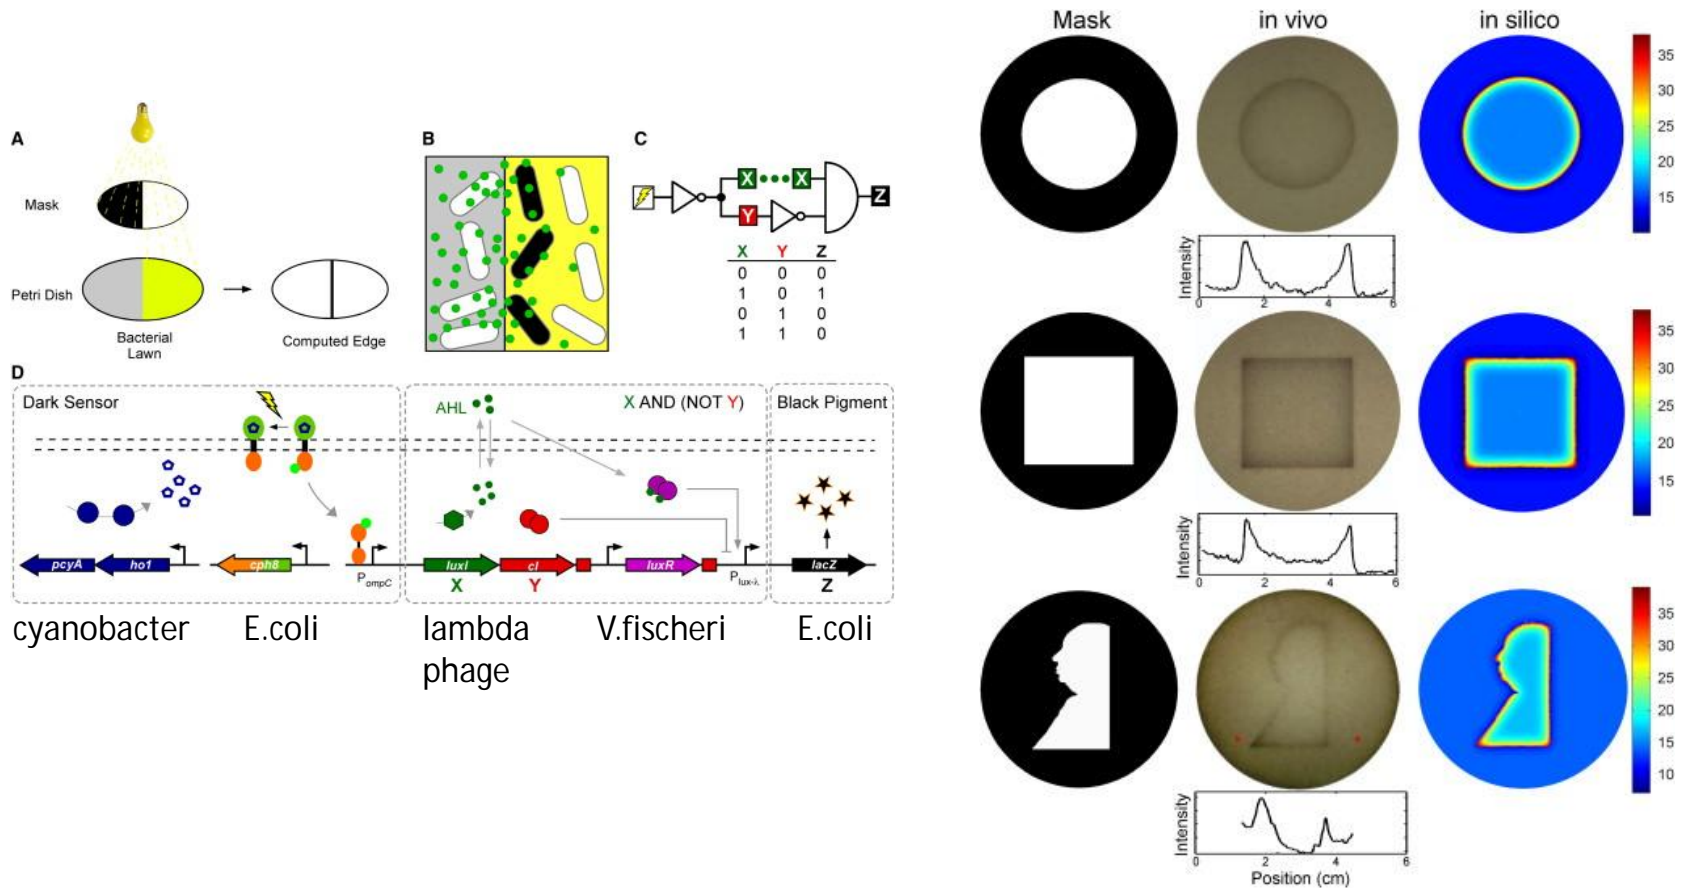 A
Mask
Petri Dish
Bacterial
Lawn
Computed Edge
B
C
X X
Y
Z
X Y Z
0 0 0
1 0 1
0 1 0
1 1 0
D
Dark Sensor
AHL
X AND (NOT Y)
Black Pigment
pcyA ho1 cph8 PompC luxI cI luxR Plux-λ lacZ
X Y Z
cyanobacter E.coli lambda V.fischeri E.coli
phage
Mask in vivo in silico
35
30
25
20
15
Intensity
0 2 4 6
35
30
25
20
15
Intensity
0 2 4 6
35
30
25
20
15
10
Intensity
0 2 4 6
Position (cm)